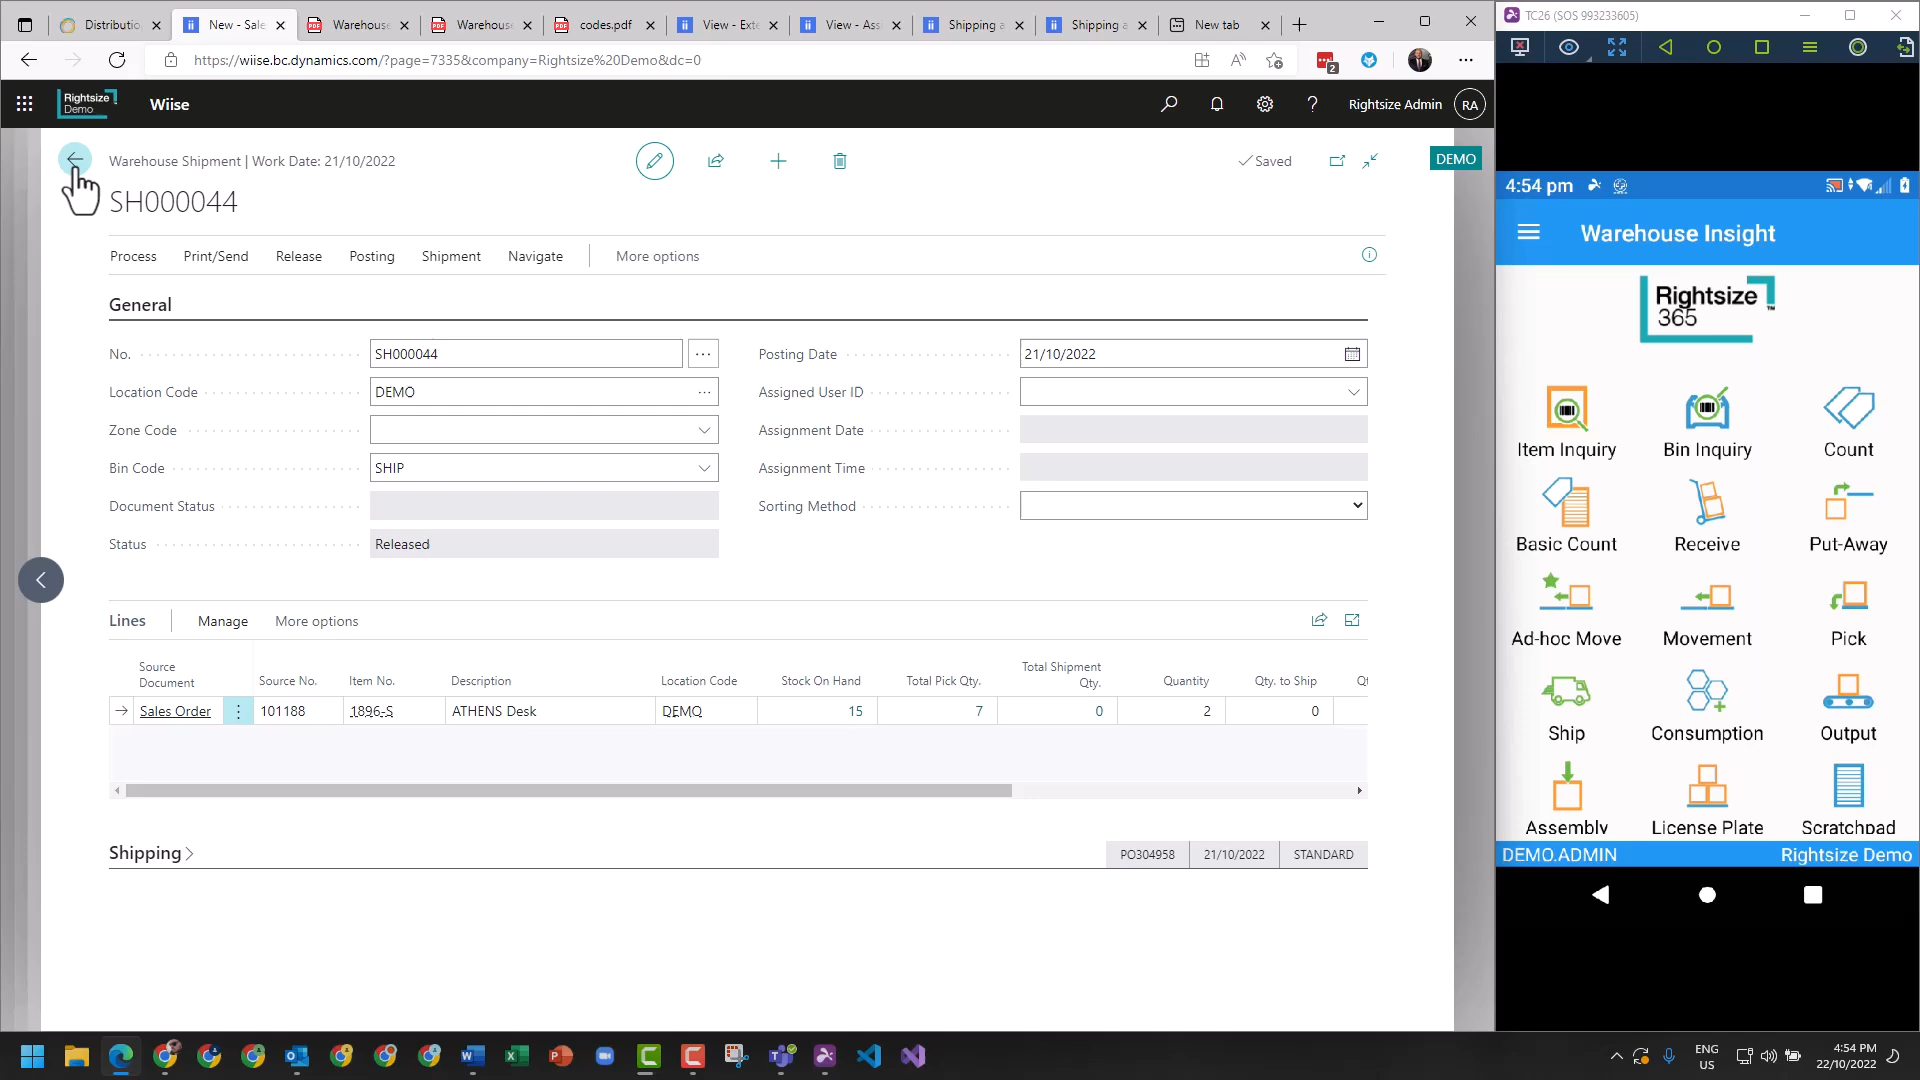 Distributio
New - Sale
Warehouse
Warehouse
codes.pdf
View - Exte
View - Ass
Shipping a
Shipping a
New tab
https://wiise.bc.dynamics.com/?page=7335&company=Rightsize%20Demo&dc=0
2
Rightsize
Demo
Wiise
Rightsize Admin
RA
Warehouse Shipment | Work Date: 21/10/2022
Saved
DEMO
SH000044
Process
Print/Send
Release
Posting
Shipment
Navigate
More options
General
No.
SH000044
Posting Date
21/10/2022
Location Code
DEMO
Assigned User ID
Zone Code
Assignment Date
Bin Code
SHIP
Assignment Time
Document Status
Sorting Method
Status
Released
Lines
Manage
More options
Source Document
Source No.
Item No.
Description
Location Code
Stock On Hand
Total Pick Qty.
Total Shipment Qty.
Quantity
Qty. to Ship
Qt
Sales Order
101188
1896-S
ATHENS Desk
DEMO
15
7
0
2
0
Shipping
PO304958
21/10/2022
STANDARD
TC26 (SOS 993233605)
4:54 pm
Warehouse Insight
Rightsize™
365
Item Inquiry
Bin Inquiry
Count
Basic Count
Receive
Put-Away
Ad-hoc Move
Movement
Pick
Ship
Consumption
Output
Assembly
License Plate
Scratchpad
DEMO.ADMIN
Rightsize Demo
ENG
US
4:54 PM
22/10/2022